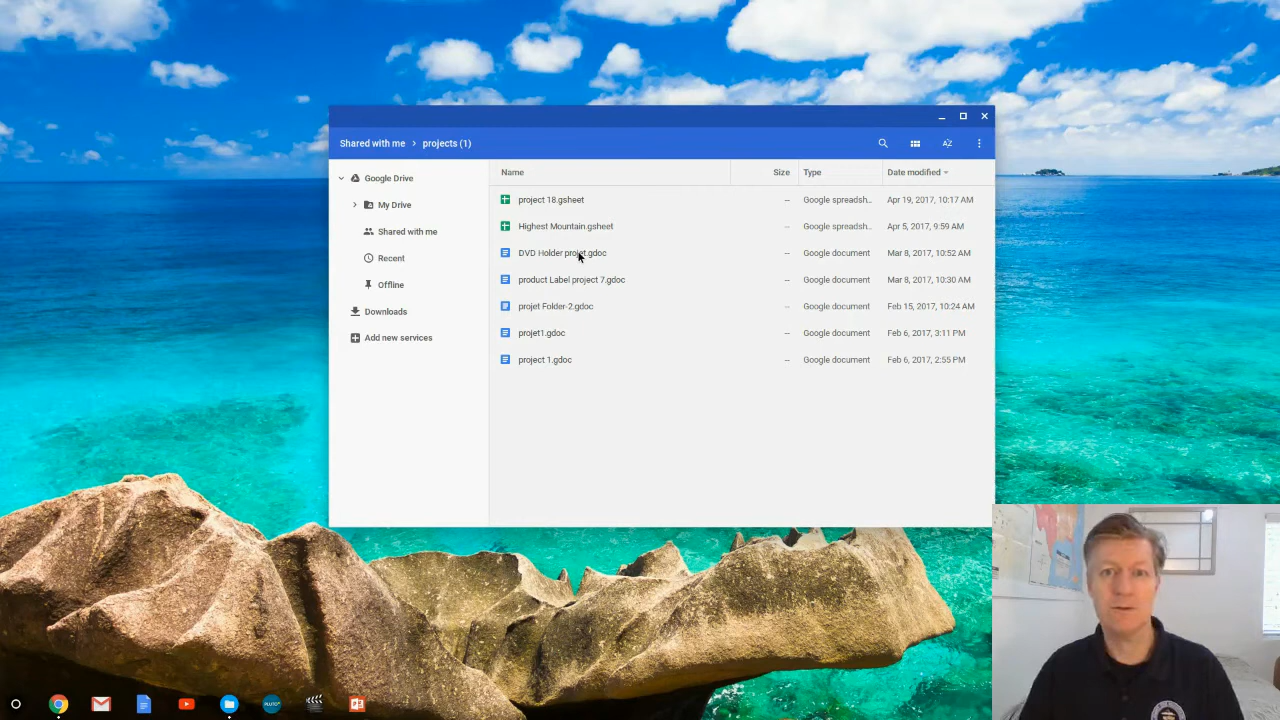 Shared with me > projects (1)
Name Size Type Date modified
Google Drive
My Drive
Shared with me
Recent
Offline
Downloads
Add new services
project 18.gsheet -- Google spreadsh... Apr 19, 2017, 10:17 AM
Highest Mountain.gsheet -- Google spreadsh... Apr 5, 2017, 9:59 AM
DVD Holder projet.gdoc -- Google document Mar 8, 2017, 10:52 AM
product Label project 7.gdoc -- Google document Mar 8, 2017, 10:30 AM
projet Folder-2.gdoc -- Google document Feb 15, 2017, 10:24 AM
projet1.gdoc -- Google document Feb 6, 2017, 3:11 PM
project 1.gdoc -- Google document Feb 6, 2017, 2:55 PM